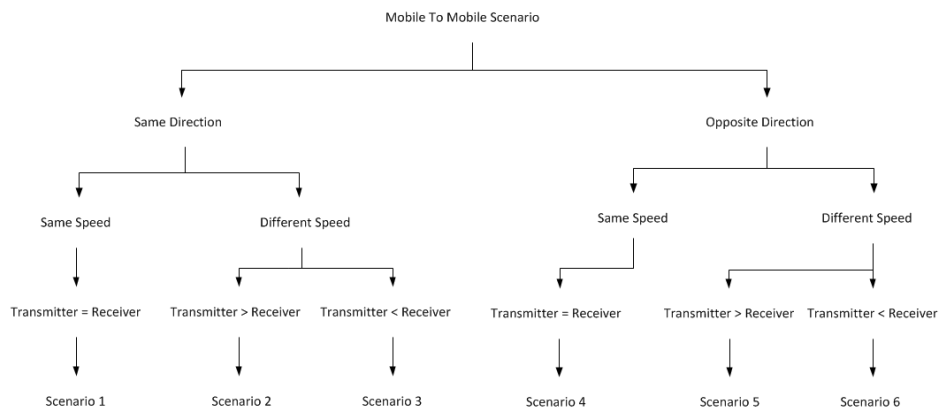 Mobile To Mobile Scenario
Same Direction
Opposite Direction
Same Speed
Different Speed
Same Speed
Different Speed
Transmitter = Receiver
Transmitter > Receiver
Transmitter < Receiver
Transmitter = Receiver
Transmitter > Receiver
Transmitter < Receiver
Scenario 1
Scenario 2
Scenario 3
Scenario 4
Scenario 5
Scenario 6